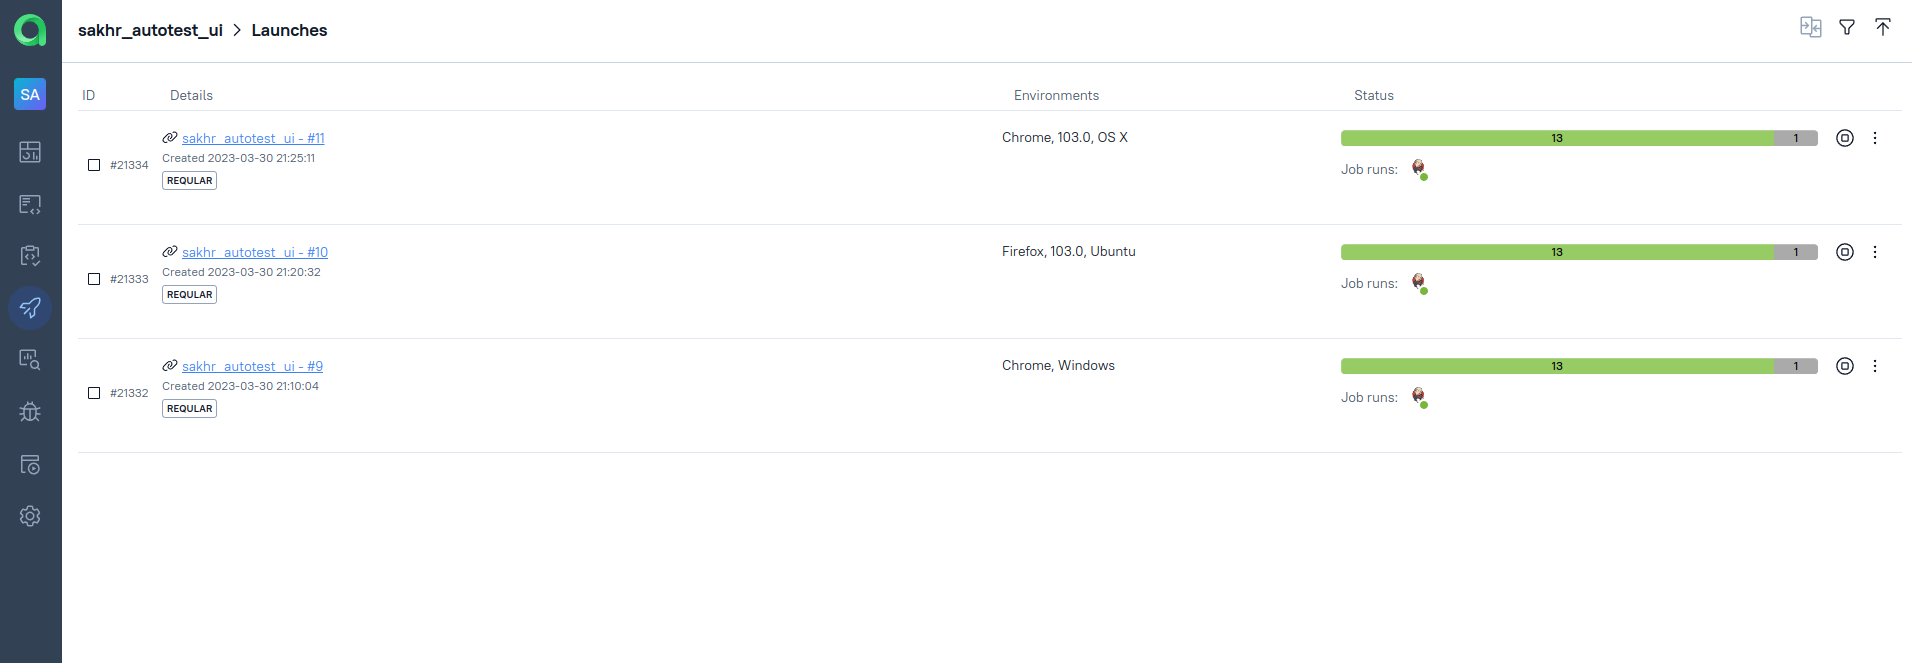 sakhr_autotest_ui > Launches
SA
ID Details Environments Status
sakhr_autotest_ui - #11 Chrome, 103.0, OS X 13 1
Created 2023-03-30 21:25:11
#21334
REQULAR
Job runs:
sakhr_autotest_ui - #10 Firefox, 103.0, Ubuntu 13 1
Created 2023-03-30 21:20:32
#21333
REQULAR
Job runs:
sakhr_autotest_ui - #9 Chrome, Windows 13 1
Created 2023-03-30 21:10:04
#21332
REQULAR
Job runs: